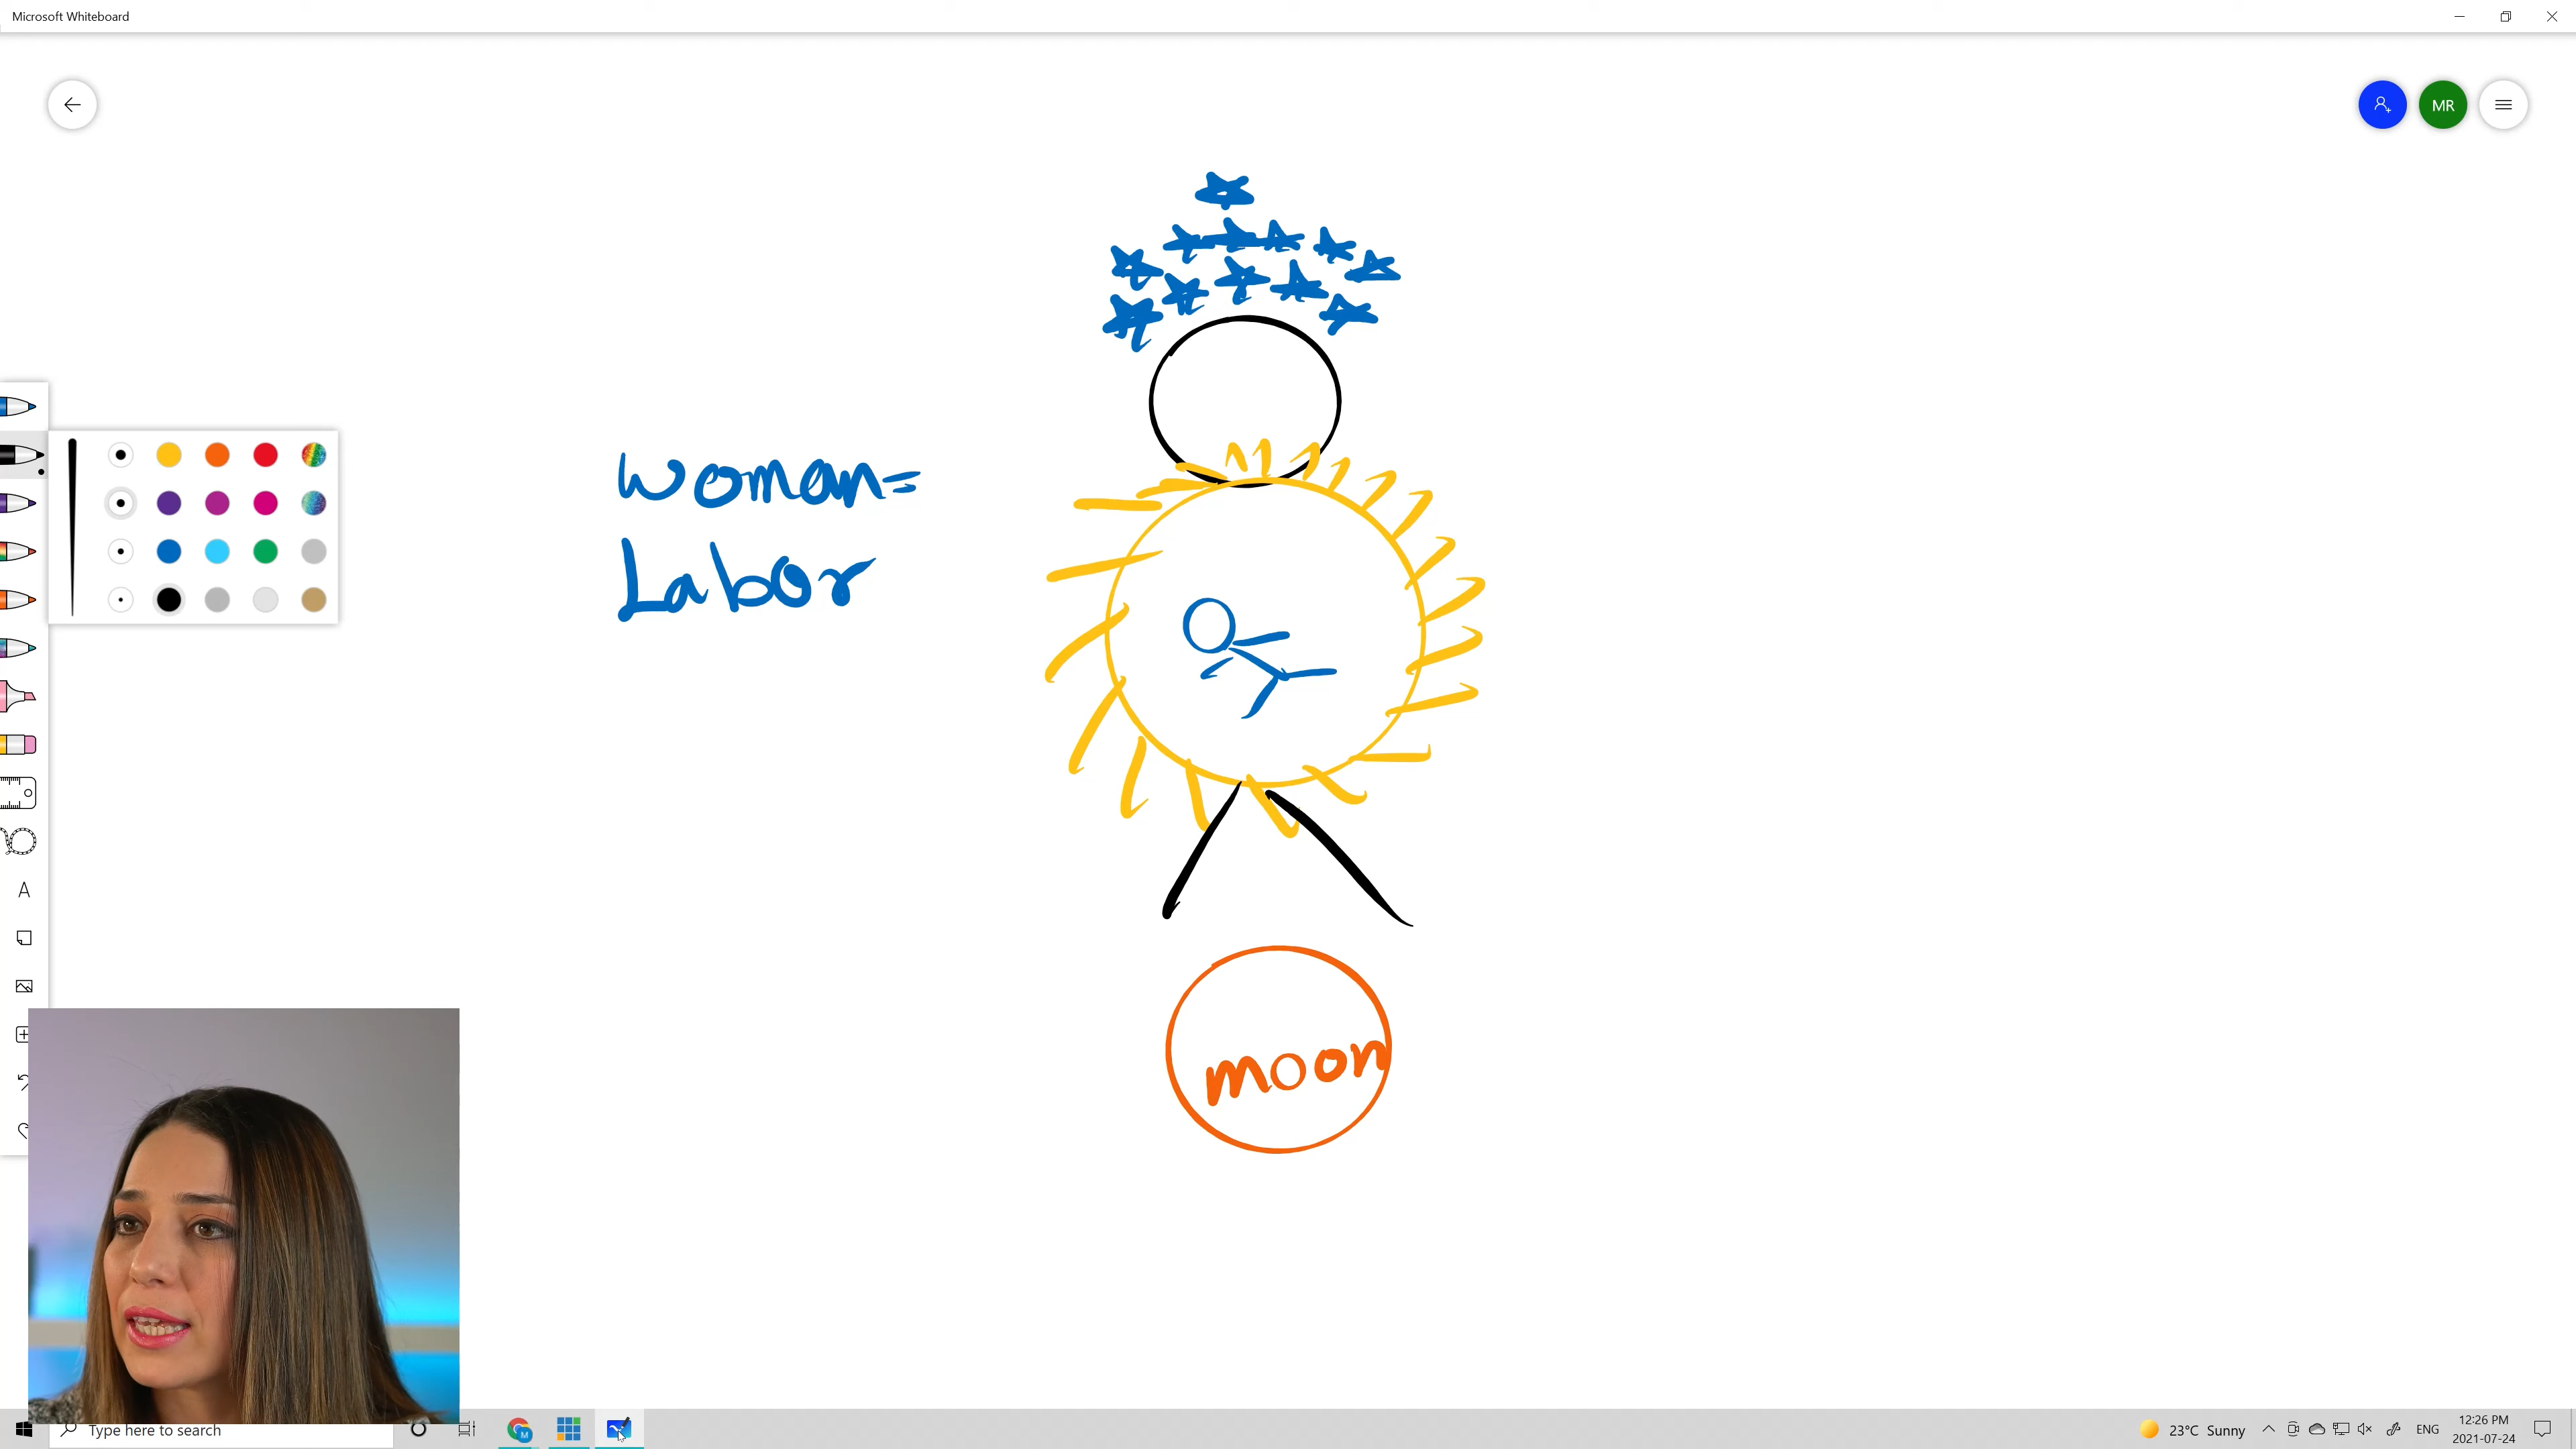 Microsoft Whiteboard
MR
woman=
Labor
A
moon
Type here to search
M
23°C Sunny
ENG
12:26 PM
2021-07-24